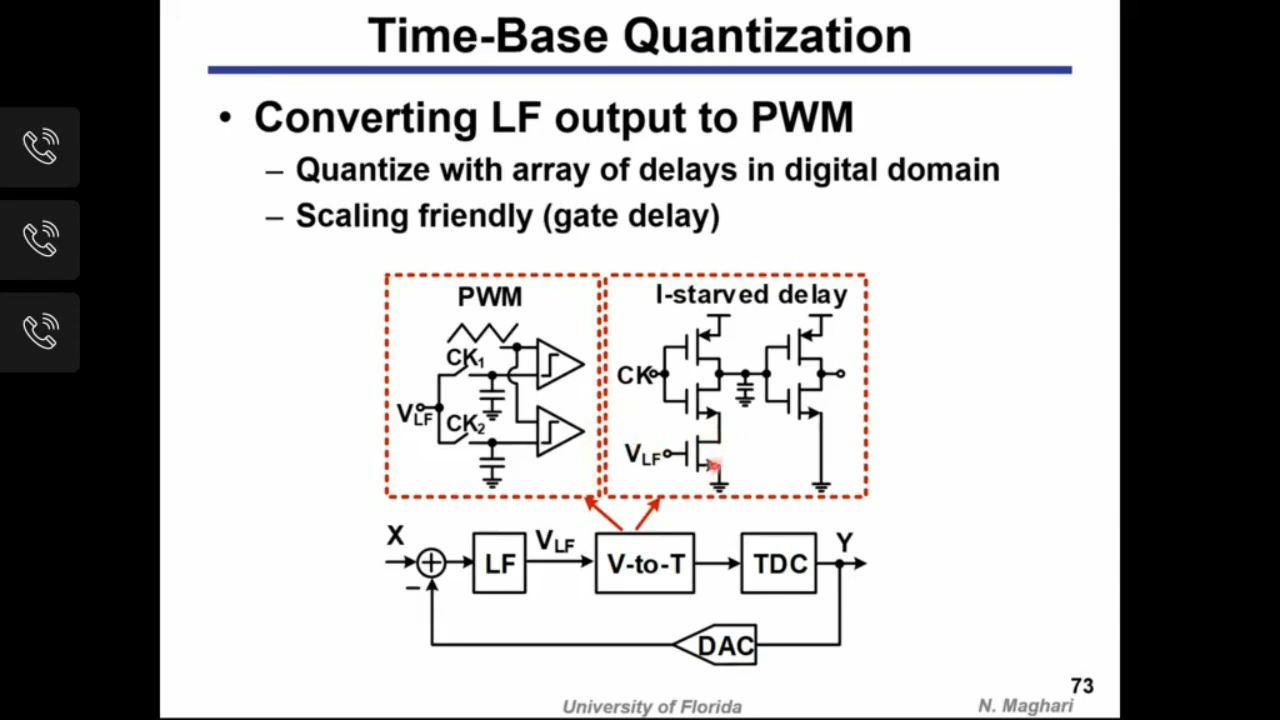 Time-Base Quantization
• Converting LF output to PWM
– Quantize with array of delays in digital domain
– Scaling friendly (gate delay)
PWM
I-starved delay
CK1
CK
VLF
CK2
VLF
X
VLF
LF
V-to-T
TDC
Y
–
DAC
73
University of Florida
N. Maghari